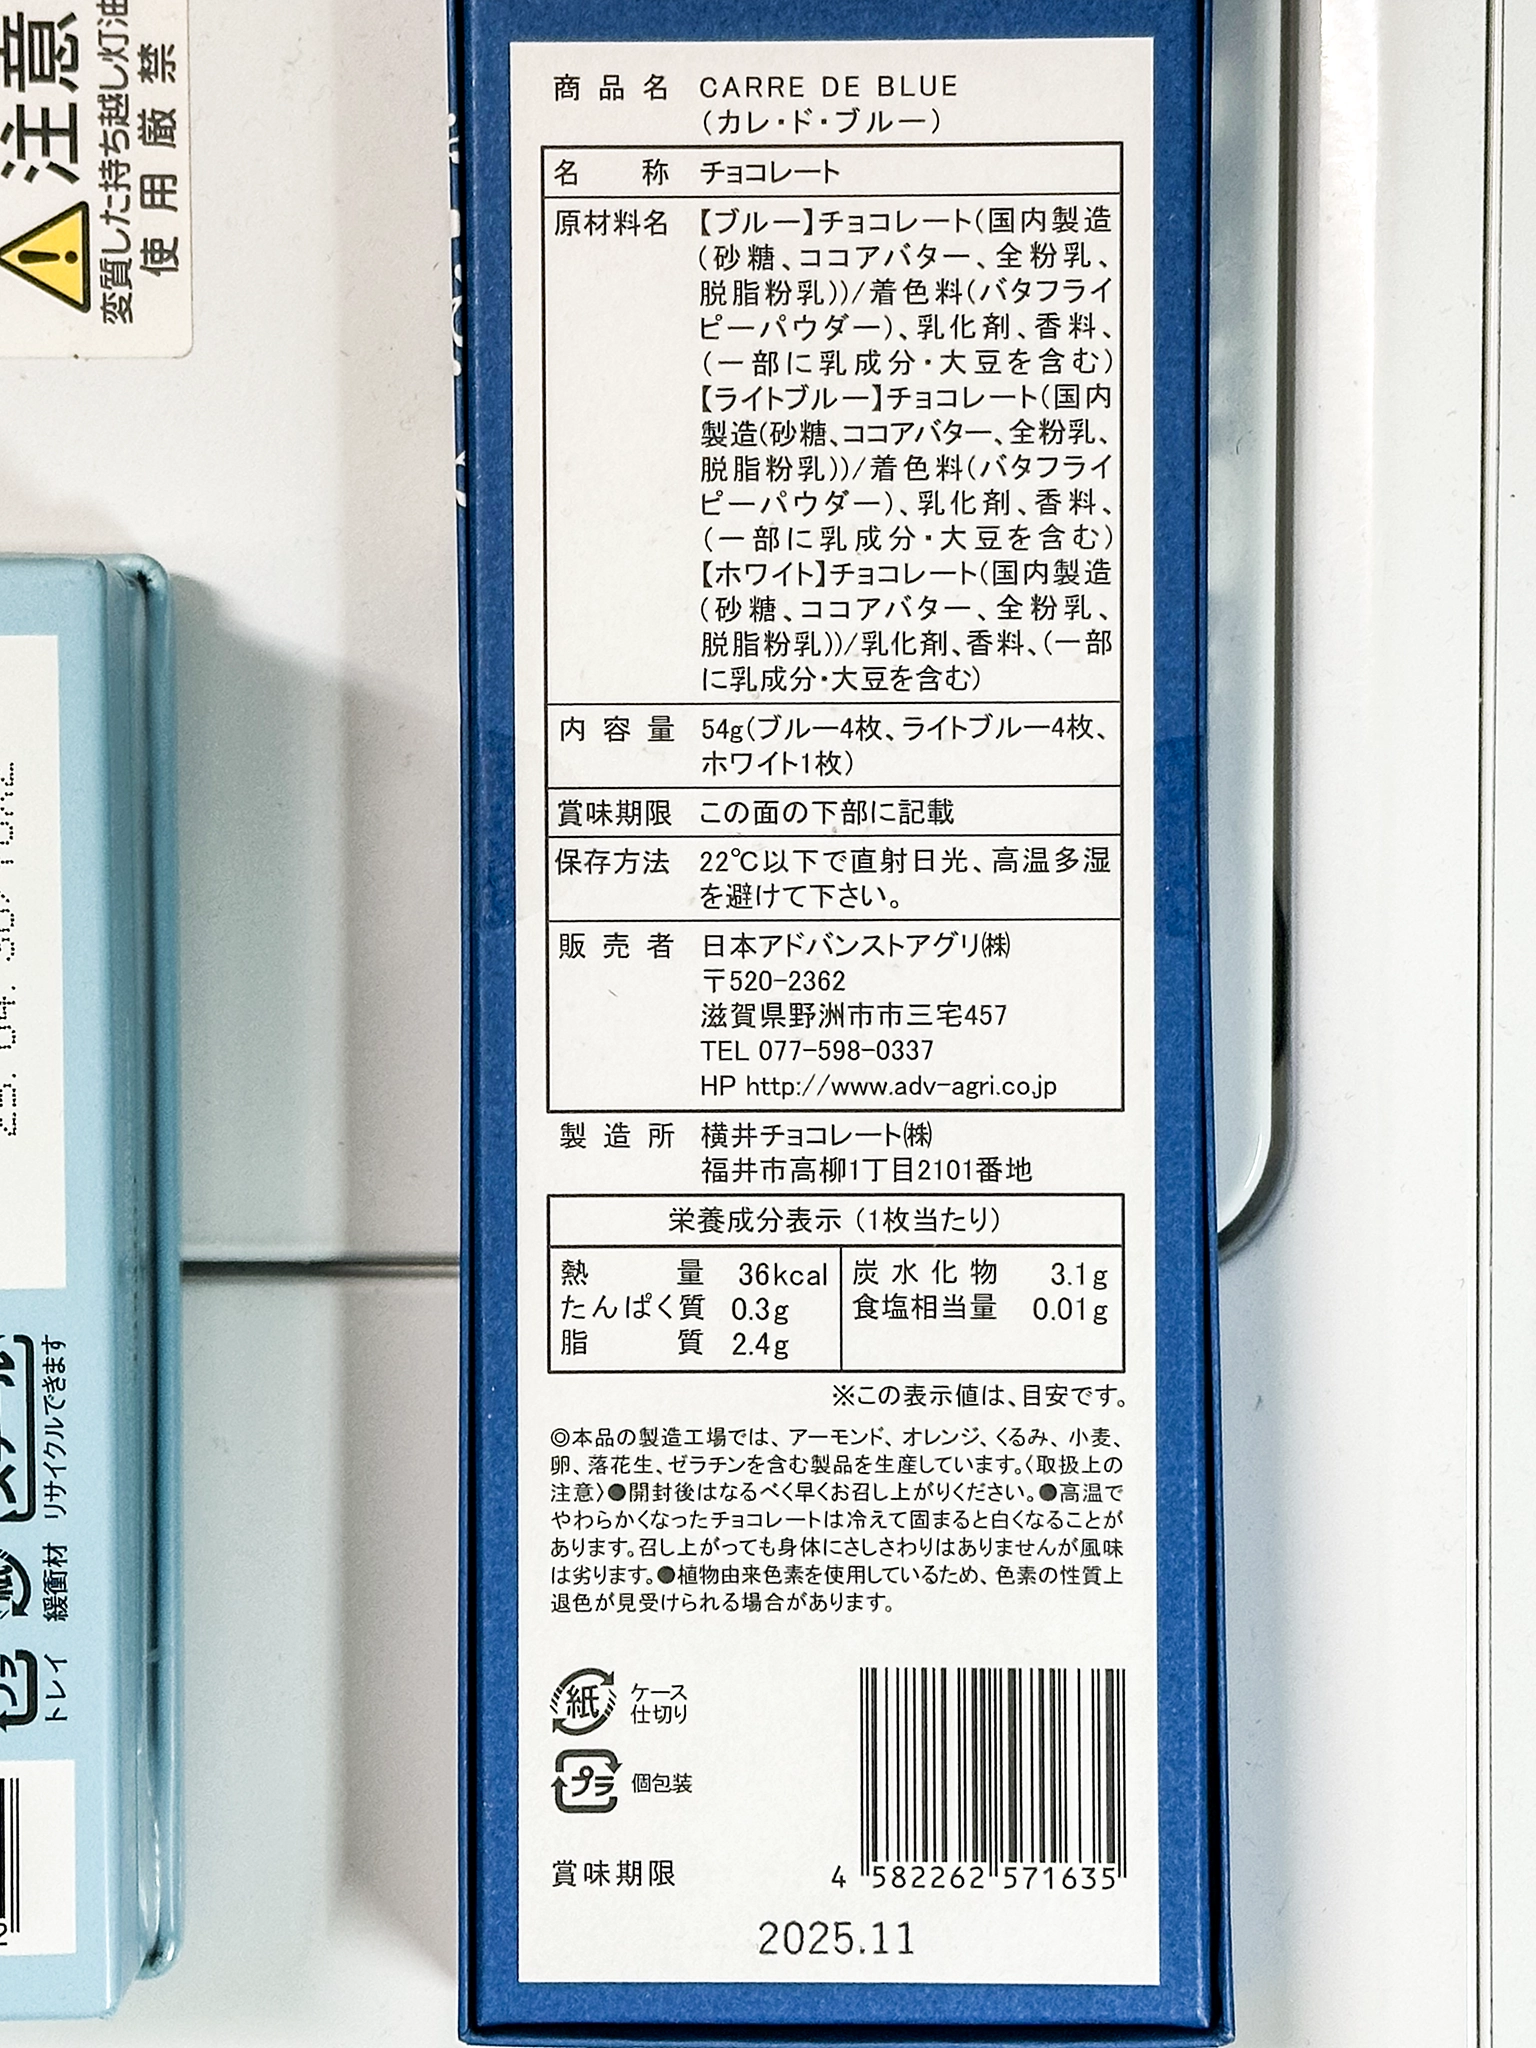 注意
変質した持ち越し灯油
使用厳禁
商品名 CARRE DE BLUE
(カレ・ド・ブルー)
名称 チョコレート
原材料名 【ブルー】チョコレート(国内製造
(砂糖、ココアバター、全粉乳、
脱脂粉乳))/着色料(バタフライ
ピーパウダー)、乳化剤、香料、
(一部に乳成分・大豆を含む)
【ライトブルー】チョコレート(国内
製造(砂糖、ココアバター、全粉乳、
脱脂粉乳))/着色料(バタフライ
ピーパウダー)、乳化剤、香料、
(一部に乳成分・大豆を含む)
【ホワイト】チョコレート(国内製造
(砂糖、ココアバター、全粉乳、
脱脂粉乳))/乳化剤、香料、(一部
に乳成分・大豆を含む)
内容量 54g(ブルー4枚、ライトブルー4枚、
ホワイト1枚)
賞味期限 この面の下部に記載
保存方法 22℃以下で直射日光、高温多湿
を避けて下さい。
販売者 日本アドバンストアグリ㈱
〒520-2362
滋賀県野洲市市三宅457
TEL 077-598-0337
HP http://www.adv-agri.co.jp
製造所 横井チョコレート㈱
福井市高柳1丁目2101番地
栄養成分表示 (1枚当たり)
熱量 36kcal 炭水化物 3.1g
たんぱく質 0.3g 食塩相当量 0.01g
脂質 2.4g
※この表示値は、目安です。
◎本品の製造工場では、アーモンド、オレンジ、くるみ、小麦、
卵、落花生、ゼラチンを含む製品を生産しています。〈取扱上の
注意〉●開封後はなるべく早くお召し上がりください。●高温で
やわらかくなったチョコレートは冷えて固まると白くなることが
あります。召し上がっても身体にさしさわりはありませんが風味
は劣ります。●植物由来色素を使用しているため、色素の性質上
退色が見受けられる場合があります。
紙 ケース
仕切り
プラ 個包装
賞味期限
4 582262 571635
2025.11
リサイクルできます
緩衝材
トレイ